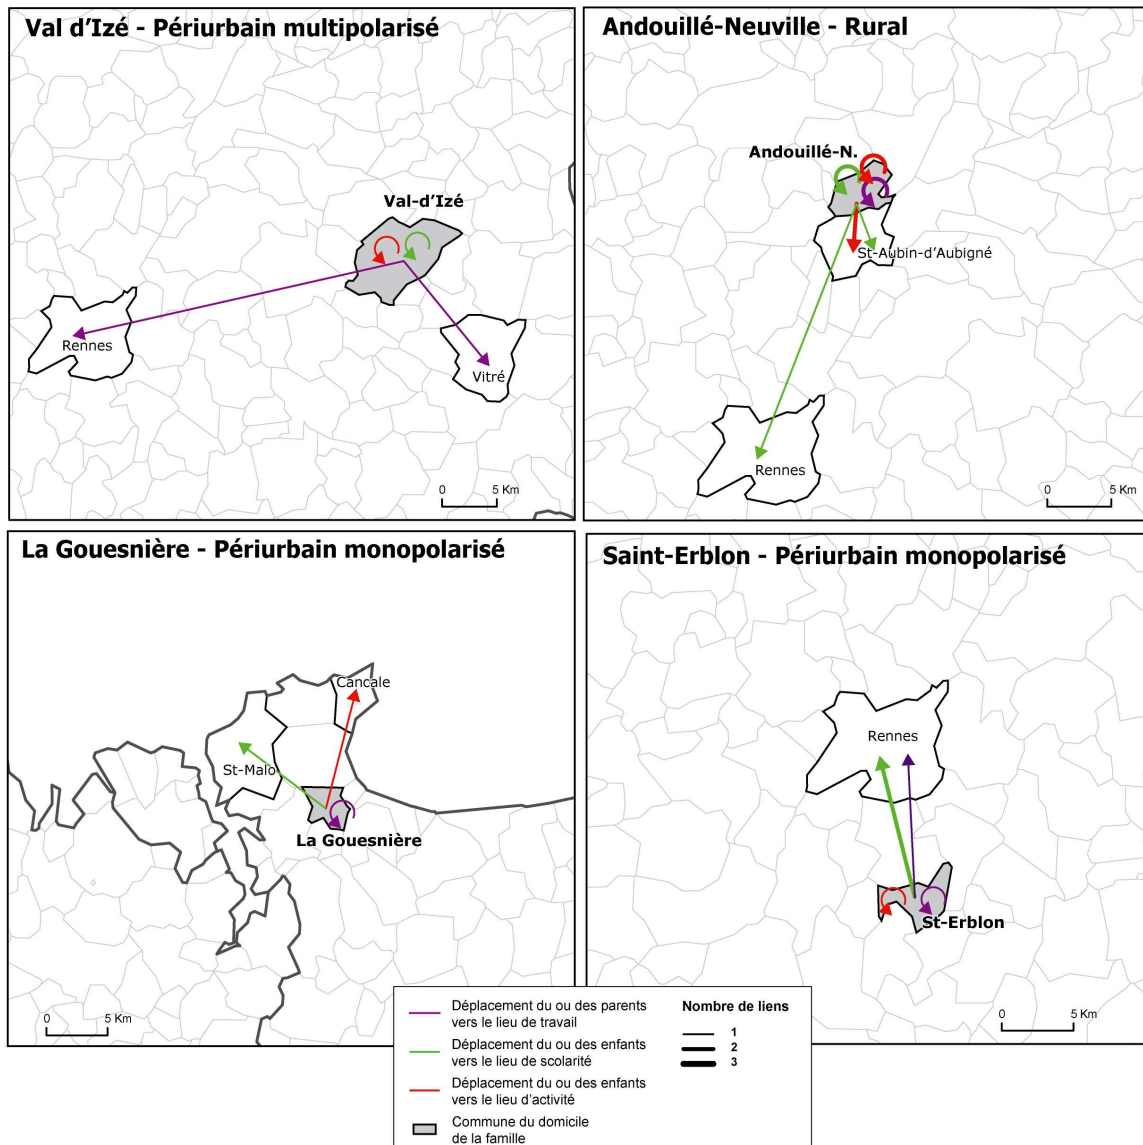 Val d'Izé - Périurbain multipolarisé
Val-d'Izé
Rennes
Vitré
0 5 Km
Andouillé-Neuville - Rural
Andouillé-N.
St-Aubin-d'Aubigné
Rennes
0 5 Km
La Gouesnière - Périurbain monopolarisé
Cancale
St-Malo
La Gouesnière
0 5 Km
Saint-Erblon - Périurbain monopolarisé
Rennes
St-Erblon
0 5 Km
Déplacement du ou des parents
vers le lieu de travail
Déplacement du ou des enfants
vers le lieu de scolarité
Déplacement du ou des enfants
vers le lieu d'activité
Commune du domicile
de la famille
Nombre de liens
1
2
3